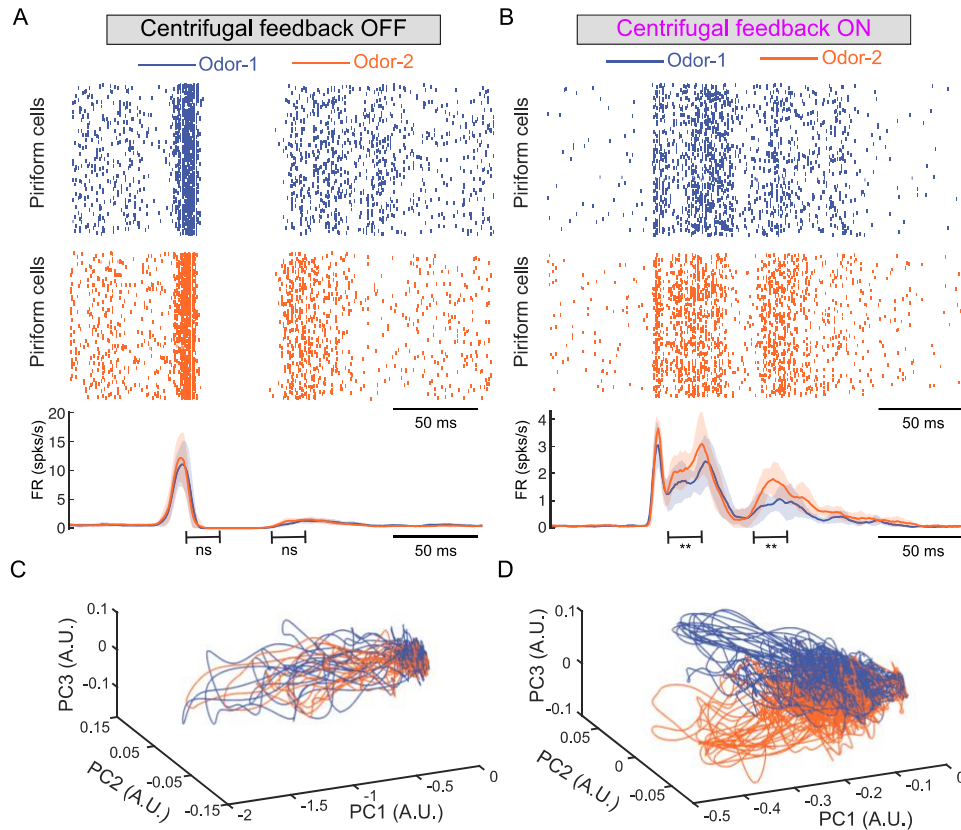 A
Centrifugal feedback OFF
Odor-1 Odor-2
Piriform cells
Piriform cells
50 ms
20
15
10
5
0
FR (spks/s)
ns ns
50 ms
B
Centrifugal feedback ON
Odor-1 Odor-2
Piriform cells
Piriform cells
50 ms
4
3
2
1
0
FR (spks/s)
** **
50 ms
C
0.1
0
-0.1
PC3 (A.U.)
0.15
0.05
-0.05
-0.15
PC2 (A.U.)
-2
-1.5
-1
-0.5
0
PC1 (A.U.)
D
0.1
0
-0.1
PC3 (A.U.)
0.05
0
-0.05
PC2 (A.U.)
-0.5
-0.4
-0.3
-0.2
-0.1
0
PC1 (A.U.)